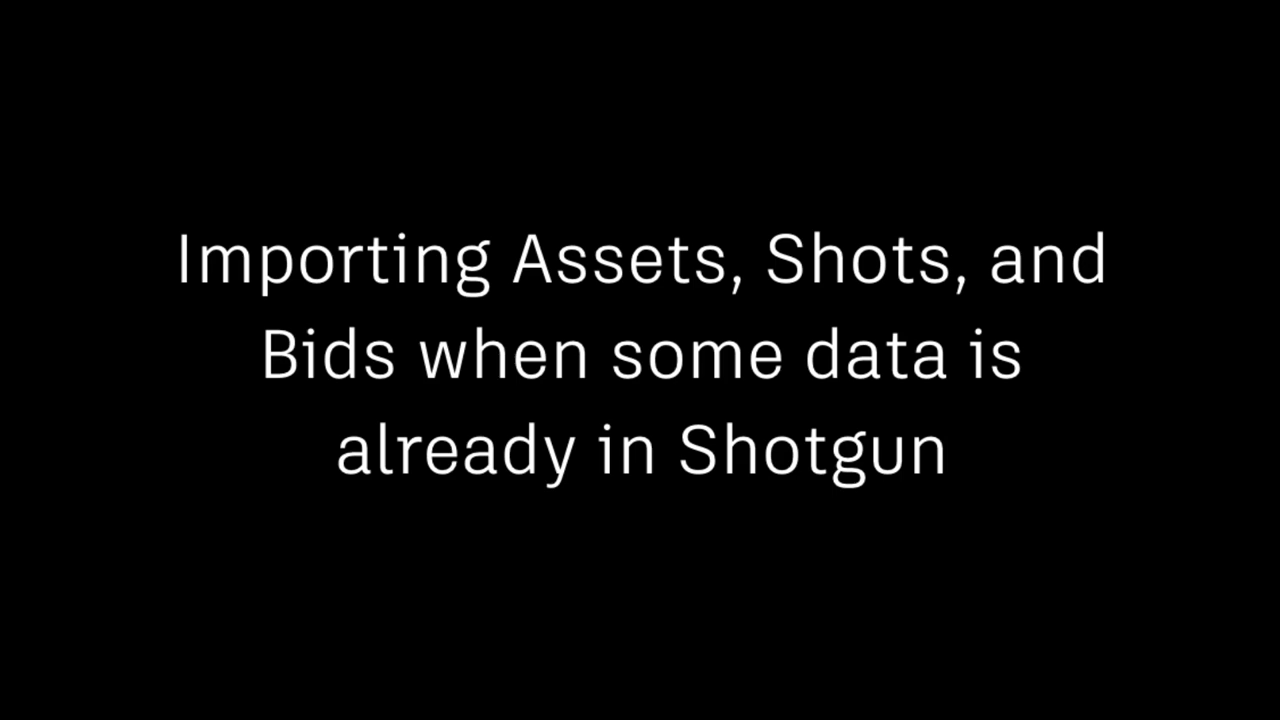 Importing Assets, Shots, and
Bids when some data is
already in Shotgun